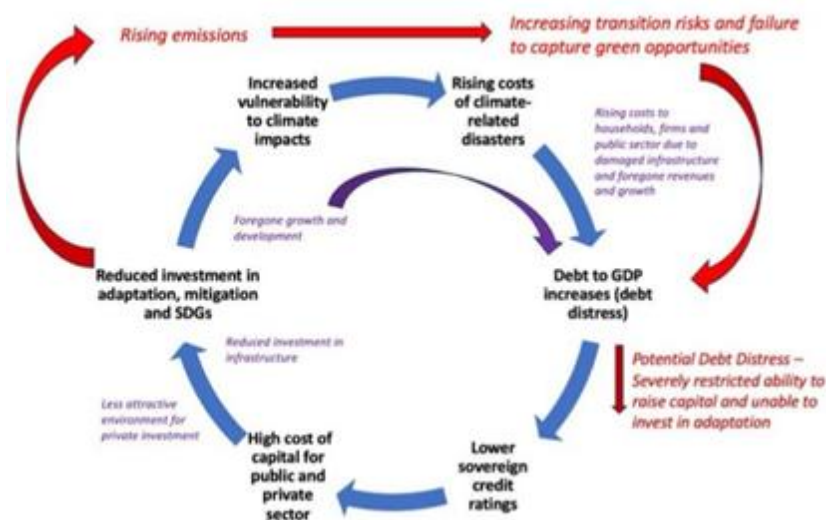 Rising emissions
Increasing transition risks and failure
to capture green opportunities
Increased
vulnerability
to climate
impacts
Rising costs
of climate-
related
disasters
Rising costs to
households, firms and
public sector due to
damaged infrastructure
and foregone revenues
and growth
Foregone growth and
development
Reduced investment in
adaptation, mitigation
and SDGs
Debt to GDP
increases (debt
distress)
Reduced investment in
infrastructure
Potential Debt Distress –
Severely restricted ability to
raise capital and unable to
invest in adaptation
Less attractive
environment for
private investment
High cost of
capital for
public and
private
sector
Lower
sovereign
credit
ratings